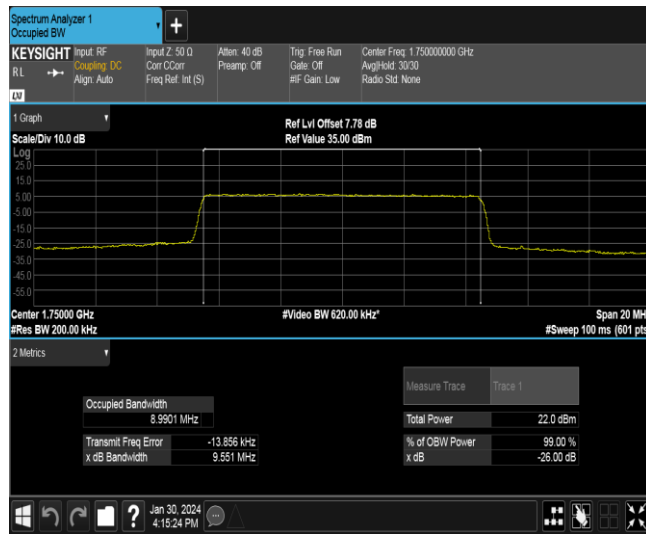 Spectrum Analyzer 1
Occupied BW
+
KEYSIGHT
RL
LXI
Input: RF
Coupling: DC
Align: Auto
Input Z: 50 Ω
Corr CCorr
Freq Ref: Int (S)
Atten: 40 dB
Preamp: Off
Trig: Free Run
Gate: Off
#IF Gain: Low
Center Freq: 1.750000000 GHz
Avg|Hold: 30/30
Radio Std: None
1 Graph
Scale/Div 10.0 dB
Ref Lvl Offset 7.78 dB
Ref Value 35.00 dBm
Log
25.0
15.0
5.00
-5.00
-15.0
-25.0
-35.0
-45.0
-55.0
Center 1.75000 GHz
#Res BW 200.00 kHz
#Video BW 620.00 kHz*
Span 20 MH
#Sweep 100 ms (601 pts
2 Metrics
Measure Trace Trace 1
Occupied Bandwidth
8.9901 MHz
Total Power 22.0 dBm
Transmit Freq Error -13.856 kHz
% of OBW Power 99.00 %
x dB Bandwidth 9.551 MHz
x dB -26.00 dB
?
Jan 30, 2024
4:15:24 PM